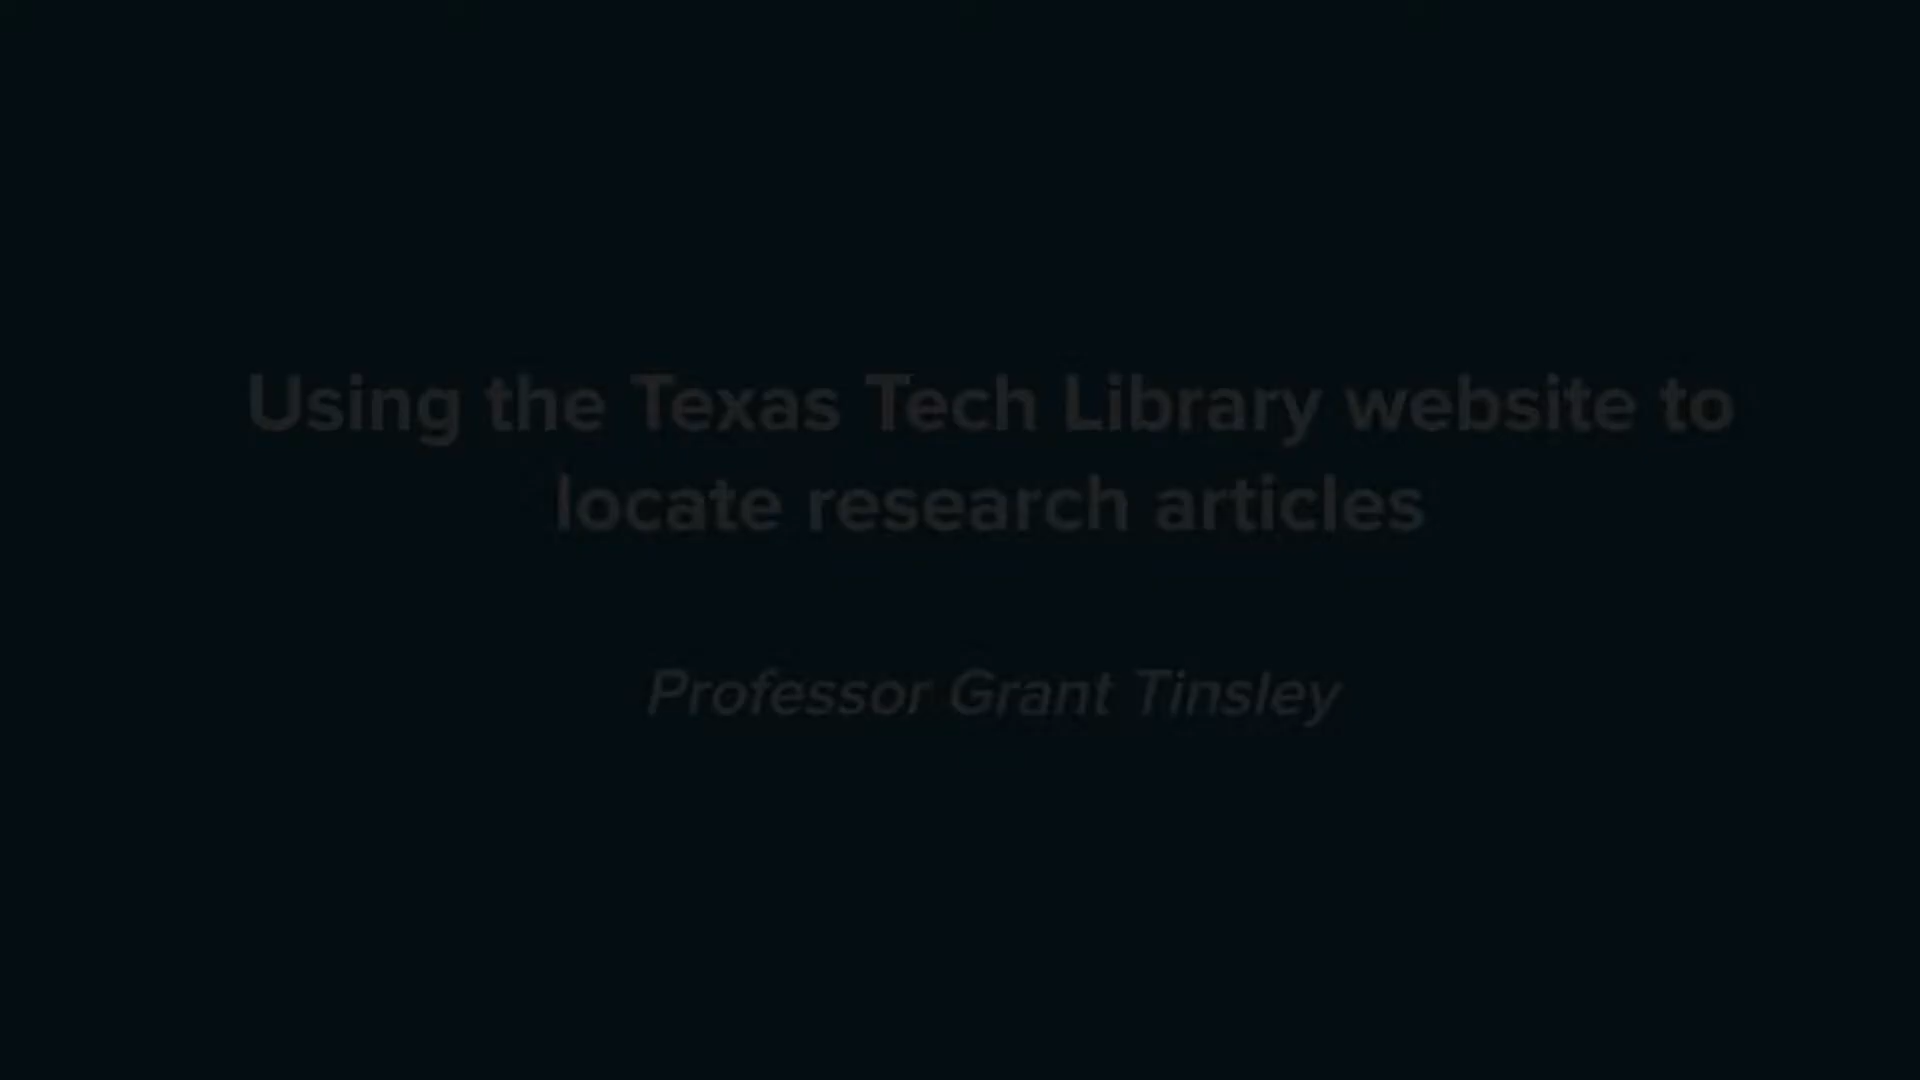 Using the Texas Tech Library website to
locate research articles
Professor Grant Tinsley